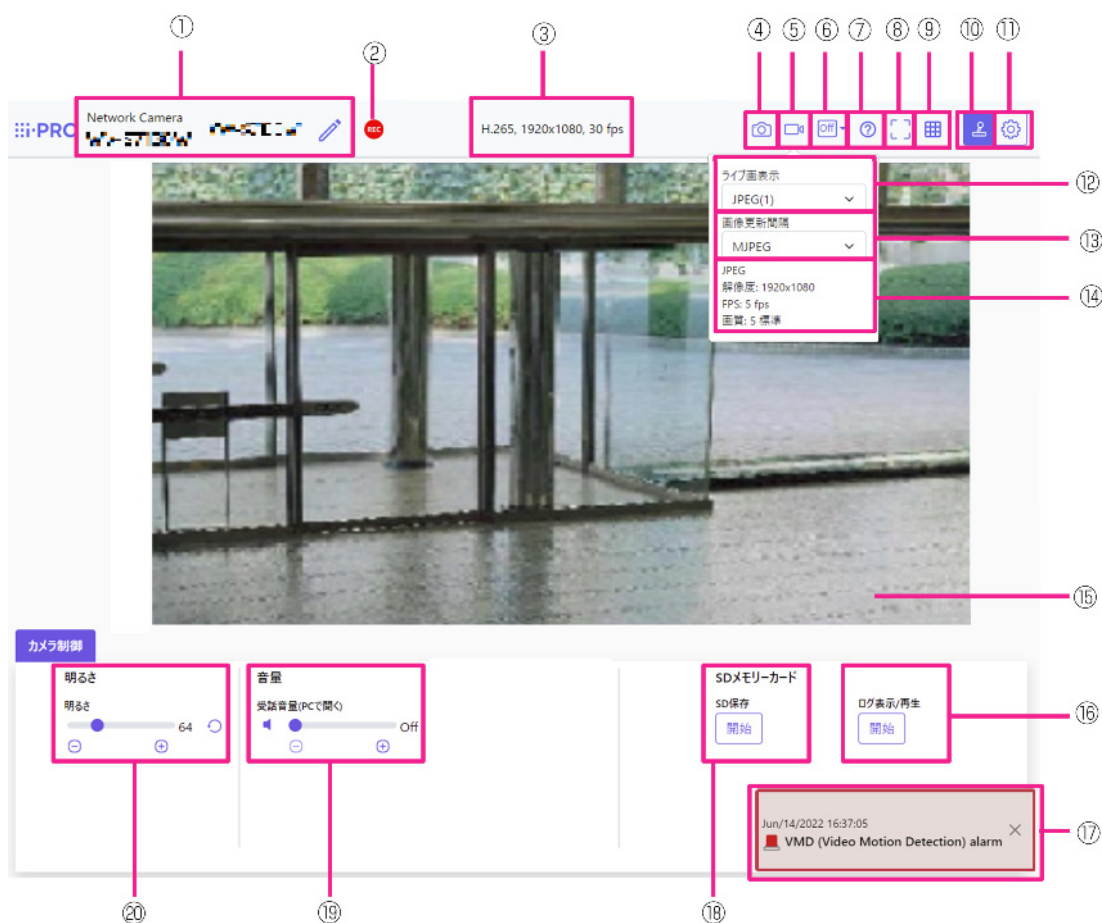 ①
②
③
④
⑤
⑥
⑦
⑧
⑨
⑩
⑪
i-PRO
Network Camera
REC
H.265, 1920x1080, 30 fps
Off
ライブ画表示
JPEG(1)
⑫
画像更新間隔
MJPEG
⑬
JPEG
解像度: 1920x1080
FPS: 5 fps
画質: 5 標準
⑭
⑮
カメラ制御
明るさ
明るさ
64
音量
受話音量(PCで聞く)
Off
SDメモリーカード
SD保存
開始
ログ表示/再生
開始
⑯
Jun/14/2022 16:37:05
VMD (Video Motion Detection) alarm
⑰
⑳
⑲
⑱